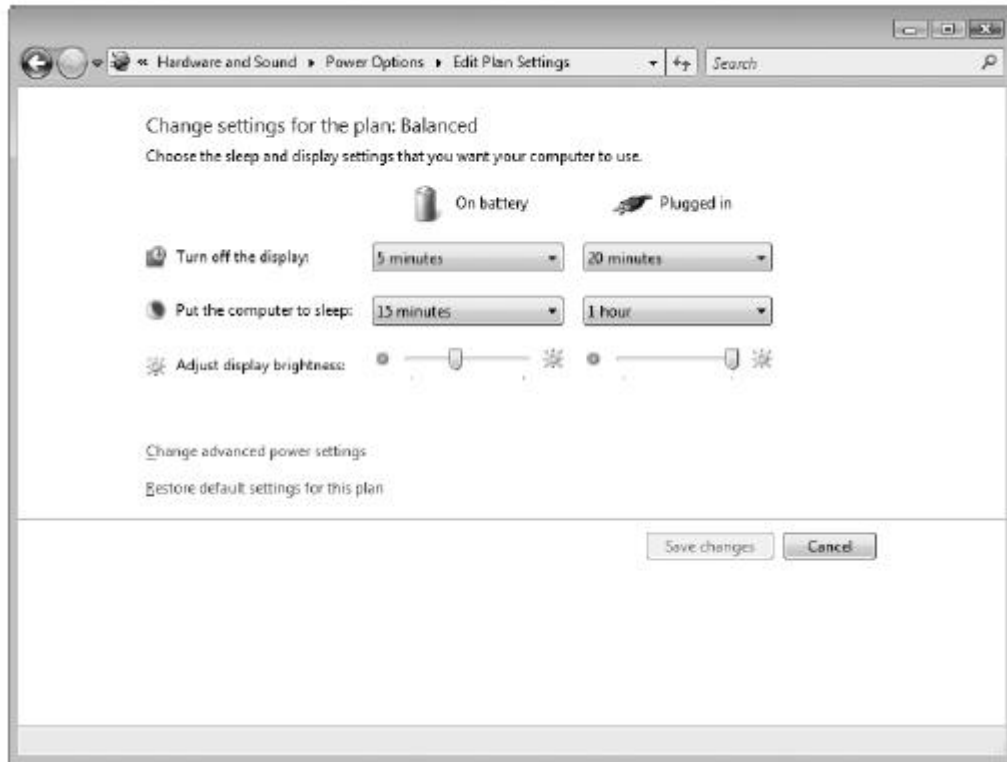 « Hardware and Sound ▸ Power Options ▸ Edit Plan Settings Search
Change settings for the plan: Balanced
Choose the sleep and display settings that you want your computer to use.
On battery Plugged in
Turn off the display: 5 minutes 20 minutes
Put the computer to sleep: 15 minutes 1 hour
Adjust display brightness:
Change advanced power settings
Restore default settings for this plan
Save changes Cancel